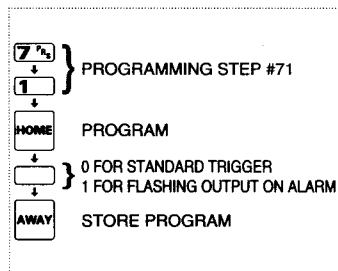 7 PRS
PROGRAMMING STEP #71
1
HOME PROGRAM
0 FOR STANDARD TRIGGER
1 FOR FLASHING OUTPUT ON ALARM
AWAY STORE PROGRAM